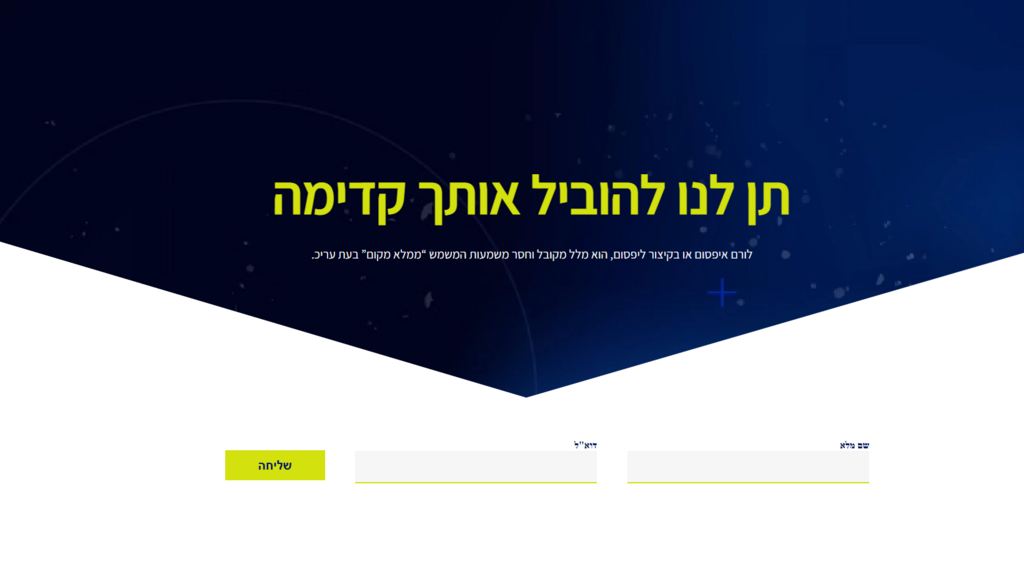 תן לנו להוביל אותך קדימה
לורם איפסום או בקיצור ליפסום, הוא מלל מקובל וחסר משמעות המשמש “ממלא מקום” בעת עריכ.
שם מלא
דוא"ל
שליחה